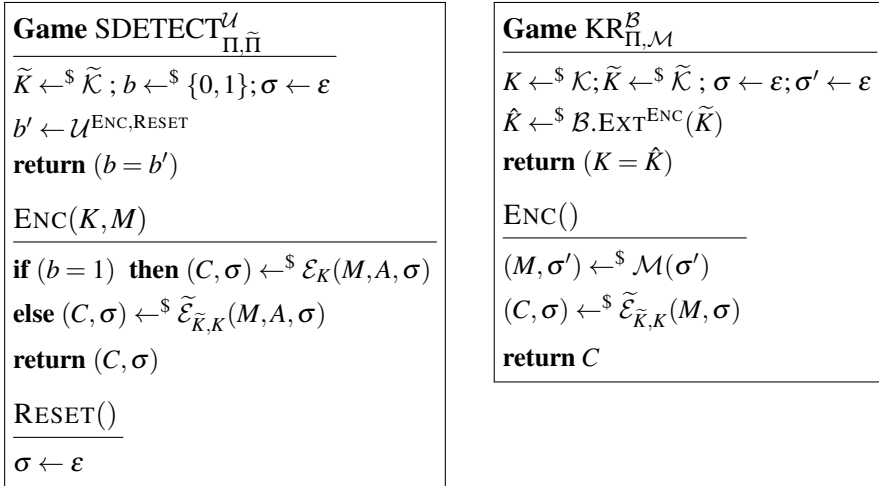 Game SDETECT^𝒰_{Π,Π̃}
K̃ ←$ 𝒦̃ ; b ←$ {0,1};σ ← ε
b′ ← 𝒰^{ENC,RESET}
return (b = b′)
ENC(K,M)
if (b = 1) then (C,σ) ←$ ℰ_K(M,A,σ)
else (C,σ) ←$ ℰ̃_{K̃,K}(M,A,σ)
return (C,σ)
RESET()
σ ← ε
Game KR^ℬ_{Π,ℳ}
K ←$ 𝒦; K̃ ←$ 𝒦̃ ; σ ← ε;σ′ ← ε
K̂ ←$ ℬ.EXT^{ENC}(K̃)
return (K = K̂)
ENC()
(M,σ′) ←$ ℳ(σ′)
(C,σ) ←$ ℰ̃_{K̃,K}(M,σ)
return C